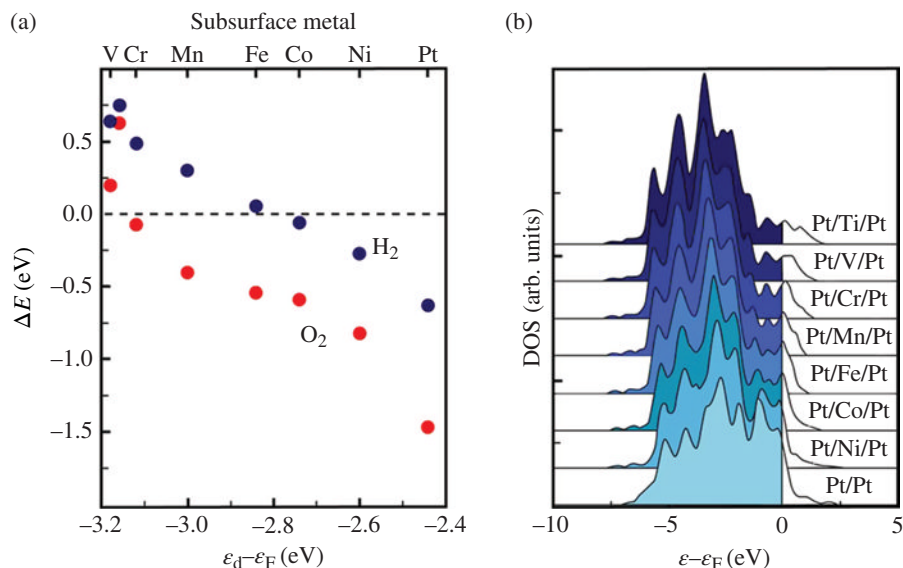 (a)
Subsurface metal
V Cr Mn Fe Co Ni Pt
0.5
0.0
–0.5
–1.0
–1.5
ΔE (eV)
H2
O2
–3.2 –3.0 –2.8 –2.6 –2.4
εd–εF (eV)
(b)
DOS (arb. units)
Pt/Ti/Pt
Pt/V/Pt
Pt/Cr/Pt
Pt/Mn/Pt
Pt/Fe/Pt
Pt/Co/Pt
Pt/Ni/Pt
Pt/Pt
–10 –5 0 5
ε–εF (eV)